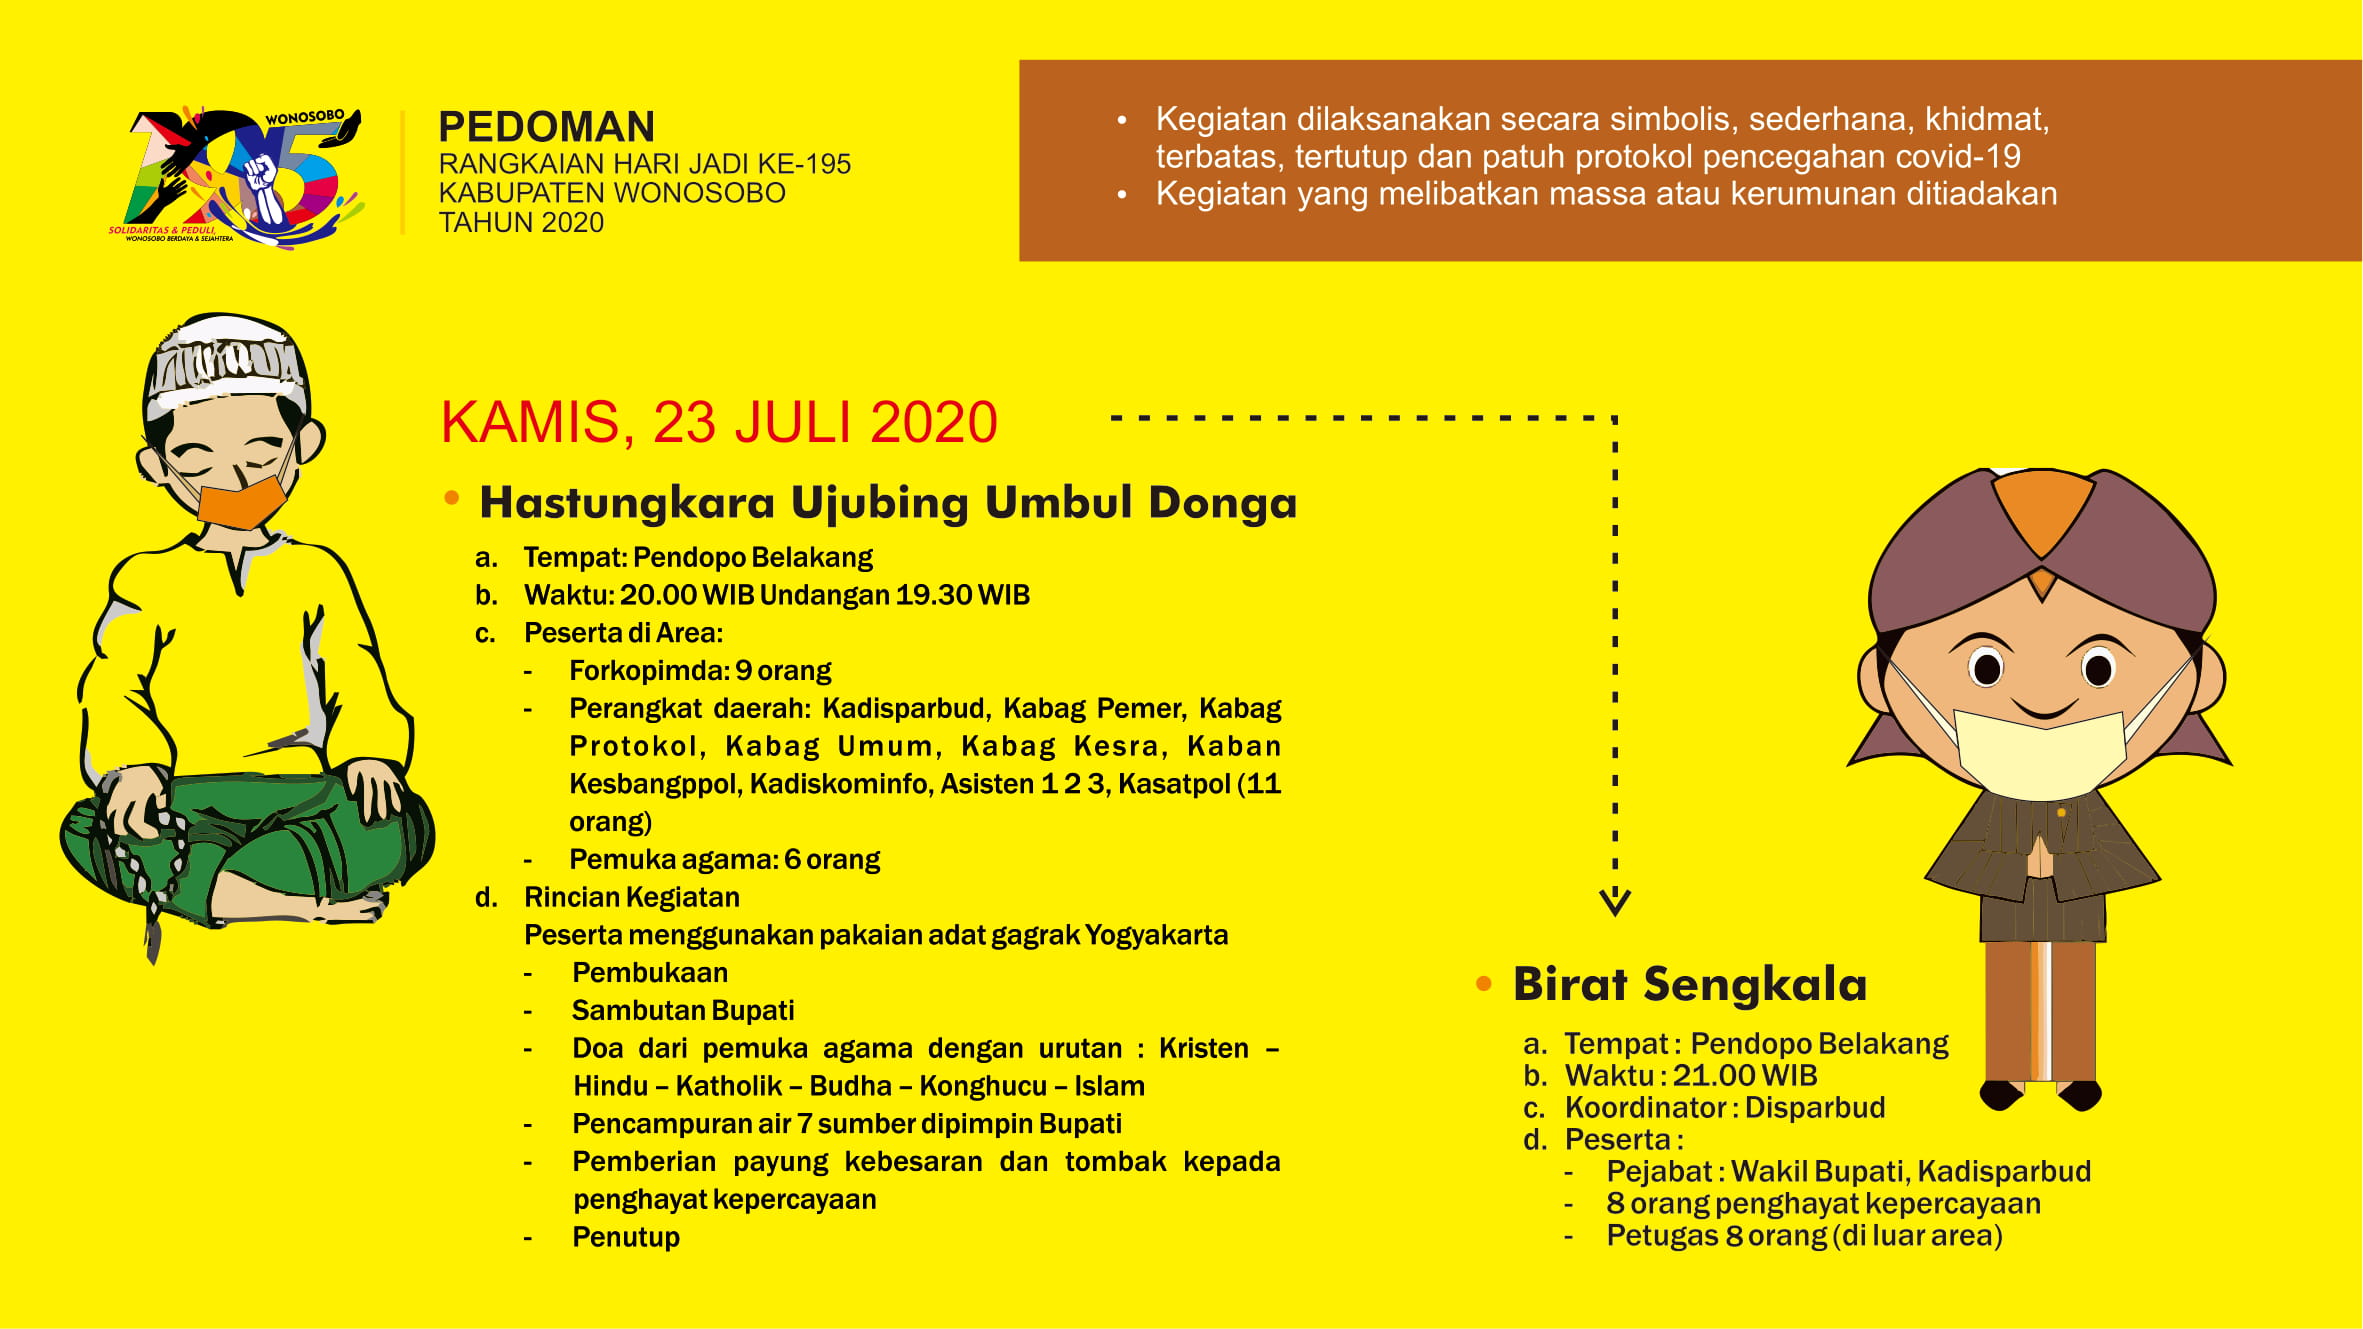 WONOSOBO
195
SOLIDARITAS & PEDULI,
WONOSOBO BERDAYA & SEJAHTERA
PEDOMAN
RANGKAIAN HARI JADI KE-195
KABUPATEN WONOSOBO
TAHUN 2020
• Kegiatan dilaksanakan secara simbolis, sederhana, khidmat,
terbatas, tertutup dan patuh protokol pencegahan covid-19
• Kegiatan yang melibatkan massa atau kerumunan ditiadakan
KAMIS, 23 JULI 2020
• Hastungkara Ujubing Umbul Donga
a. Tempat: Pendopo Belakang
b. Waktu: 20.00 WIB Undangan 19.30 WIB
c. Peserta di Area:
- Forkopimda: 9 orang
- Perangkat daerah: Kadisparbud, Kabag Pemer, Kabag
Protokol, Kabag Umum, Kabag Kesra, Kaban
Kesbangppol, Kadiskominfo, Asisten 1 2 3, Kasatpol (11
orang)
- Pemuka agama: 6 orang
d. Rincian Kegiatan
Peserta menggunakan pakaian adat gagrak Yogyakarta
- Pembukaan
- Sambutan Bupati
- Doa dari pemuka agama dengan urutan : Kristen –
Hindu – Katholik – Budha – Konghucu – Islam
- Pencampuran air 7 sumber dipimpin Bupati
- Pemberian payung kebesaran dan tombak kepada
penghayat kepercayaan
- Penutup
• Birat Sengkala
a. Tempat : Pendopo Belakang
b. Waktu : 21.00 WIB
c. Koordinator : Disparbud
d. Peserta :
- Pejabat : Wakil Bupati, Kadisparbud
- 8 orang penghayat kepercayaan
- Petugas 8 orang (di luar area)